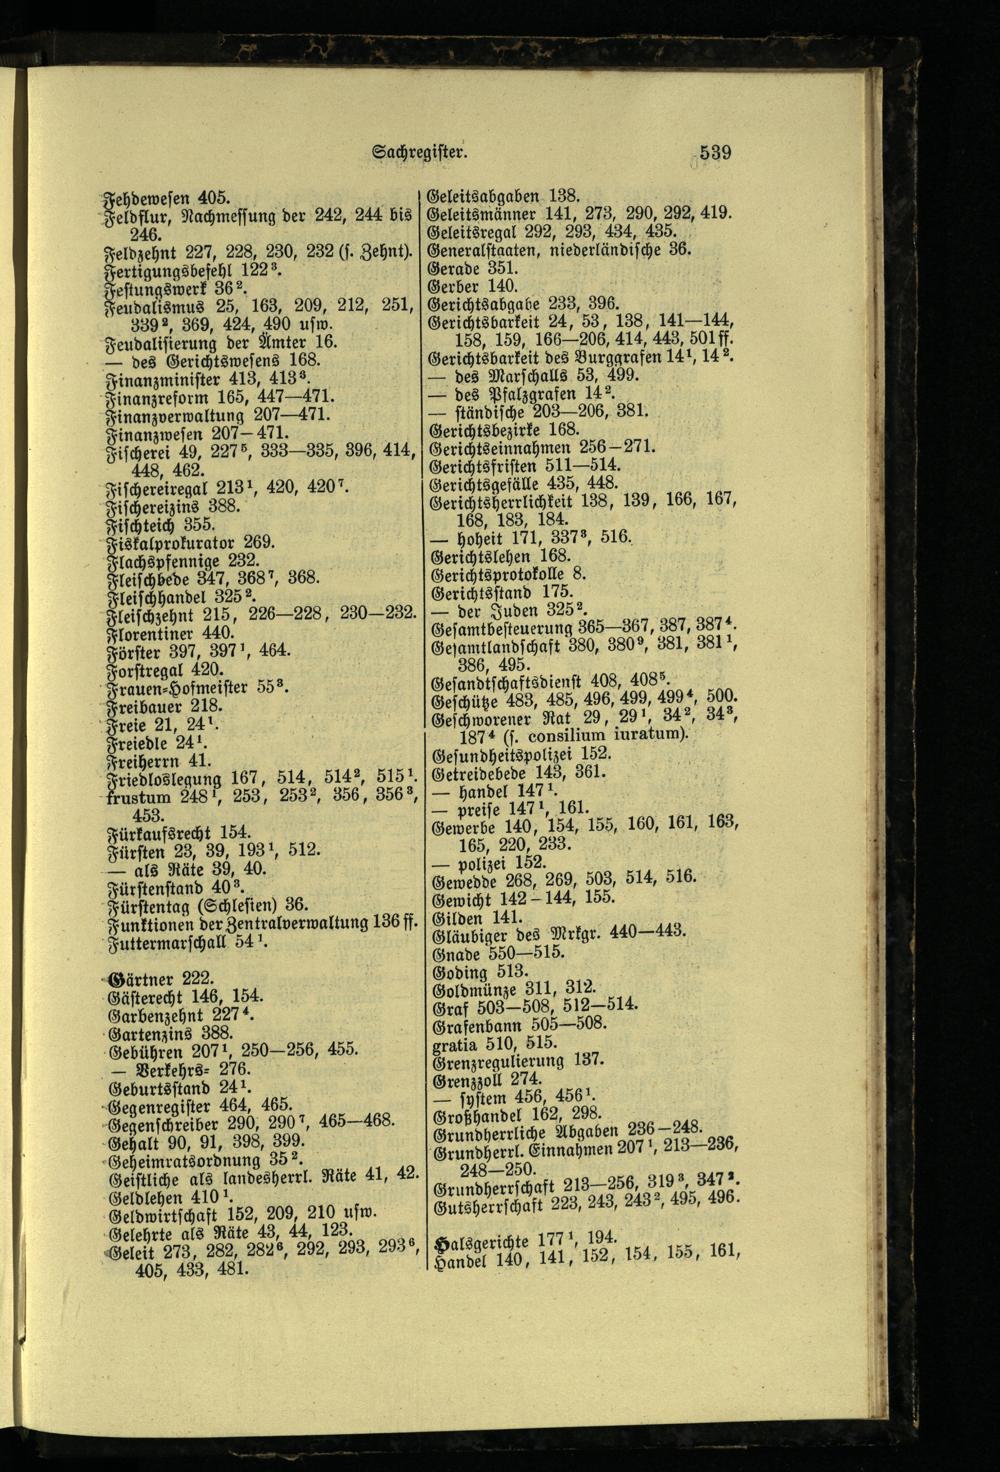 Sachregister.
539
Fehdewesen 405.
Feldflur, Nachmessung der 242, 244 bis
246.
Feldzehnt 227, 228, 230, 232 (s. Zehnt).
Fertigungsbefehl 122³.
Festungswerk 36².
Feudalismus 25, 163, 209, 212, 251,
339², 369, 424, 490 usw.
Feudalisierung der Ämter 16.
— des Gerichtswesens 168.
Finanzminister 413, 413³.
Finanzreform 165, 447—471.
Finanzverwaltung 207—471.
Finanzwesen 207—471.
Fischerei 49, 227⁵, 333—335, 396, 414,
448, 462.
Fischereiregal 213¹, 420, 420⁷.
Fischereizins 388.
Fischteich 355.
Fiskalprokurator 269.
Flachspfennige 232.
Fleischbede 347, 368⁷, 368.
Fleischhandel 325².
Fleischzehnt 215, 226—228, 230—232.
Florentiner 440.
Förster 397, 397¹, 464.
Forstregal 420.
Frauen-Hofmeister 55³.
Freibauer 218.
Freie 21, 24¹.
Freiedle 24¹.
Freiherrn 41.
Friedloslegung 167, 514, 514², 515¹.
frustum 248¹, 253, 253², 356, 356³,
453.
Fürkaufsrecht 154.
Fürsten 23, 39, 193¹, 512.
— als Räte 39, 40.
Fürstenstand 40³.
Fürstentag (Schlesien) 36.
Funktionen der Zentralverwaltung 136 ff.
Futtermarschall 54¹.
Gärtner 222.
Gästerecht 146, 154.
Garbenzehnt 227⁴.
Gartenzins 388.
Gebühren 207¹, 250—256, 455.
— Verkehrs- 276.
Geburtsstand 24¹.
Gegenregister 464, 465.
Gegenschreiber 290, 290⁷, 465—468.
Gehalt 90, 91, 398, 399.
Geheimratsordnung 35².
Geistliche als landesherrl. Räte 41, 42.
Geldlehen 410¹.
Geldwirtschaft 152, 209, 210 usw.
Gelehrte als Räte 43, 44, 123.
Geleit 273, 282, 282⁶, 292, 293, 293⁶,
405, 433, 481.
Geleitsabgaben 138.
Geleitsmänner 141, 273, 290, 292, 419.
Geleitsregal 292, 293, 434, 435.
Generalstaaten, niederländische 36.
Gerade 351.
Gerber 140.
Gerichtsabgabe 233, 396.
Gerichtsbarkeit 24, 53, 138, 141—144,
158, 159, 166—206, 414, 443, 501 ff.
Gerichtsbarkeit des Burggrafen 14¹, 14².
— des Marschalls 53, 499.
— des Pfalzgrafen 14².
— ständische 203—206, 381.
Gerichtsbezirke 168.
Gerichtseinnahmen 256—271.
Gerichtsfristen 511—514.
Gerichtsgefälle 435, 448.
Gerichtsherrlichkeit 138, 139, 166, 167,
168, 183, 184.
— hoheit 171, 337³, 516.
Gerichtslehen 168.
Gerichtsprotokolle 8.
Gerichtsstand 175.
— der Juden 325².
Gesamtbesteuerung 365—367, 387, 387⁴.
Gesamtlandschaft 380, 380⁹, 381, 381¹,
386, 495.
Gesandtschaftsdienst 408, 408⁵.
Geschütze 483, 485, 496, 499, 499⁴, 500.
Geschworener Rat 29, 29¹, 34², 34³,
187⁴ (s. consilium iuratum).
Gesundheitspolizei 152.
Getreidebede 143, 361.
— handel 147¹.
— preise 147¹, 161.
Gewerbe 140, 154, 155, 160, 161, 163,
165, 220, 233.
— polizei 152.
Gewedde 268, 269, 503, 514, 516.
Gewicht 142—144, 155.
Gilden 141.
Gläubiger des Mrkgr. 440—443.
Gnade 550—515.
Goding 513.
Goldmünze 311, 312.
Graf 503—508, 512—514.
Grafenbann 505—508.
gratia 510, 515.
Grenzregulierung 137.
Grenzzoll 274.
— system 456, 456¹.
Großhandel 162, 298.
Grundherrliche Abgaben 236—248.
Grundherrl. Einnahmen 207¹, 213—236,
248—250.
Grundherrschaft 213—256, 319³, 347².
Gutsherrschaft 223, 243, 243², 495, 496.
Halsgerichte 177¹, 194.
Handel 140, 141, 152, 154, 155, 161,